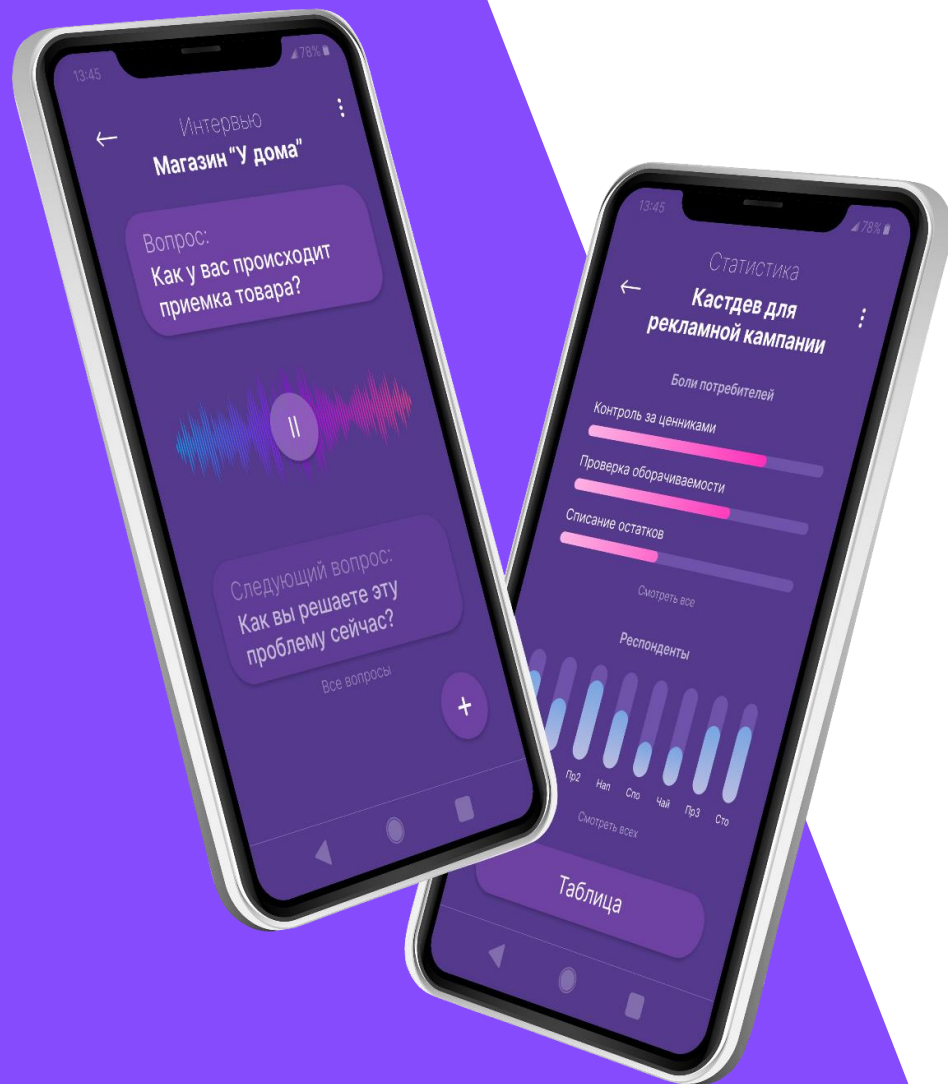 13:45
78%
Интервью
Магазин "У дома"
Вопрос:
Как у вас происходит
приемка товара?
Следующий вопрос:
Как вы решаете эту
проблему сейчас?
Все вопросы
+
13:45
78%
Статистика
Кастдев для
рекламной кампании
Боли потребителей
Контроль за ценниками
Проверка оборачиваемости
Списание остатков
Смотреть все
Респонденты
Пр2 Нап Спо Чай Пр3 Сто
Смотреть всех
Таблица